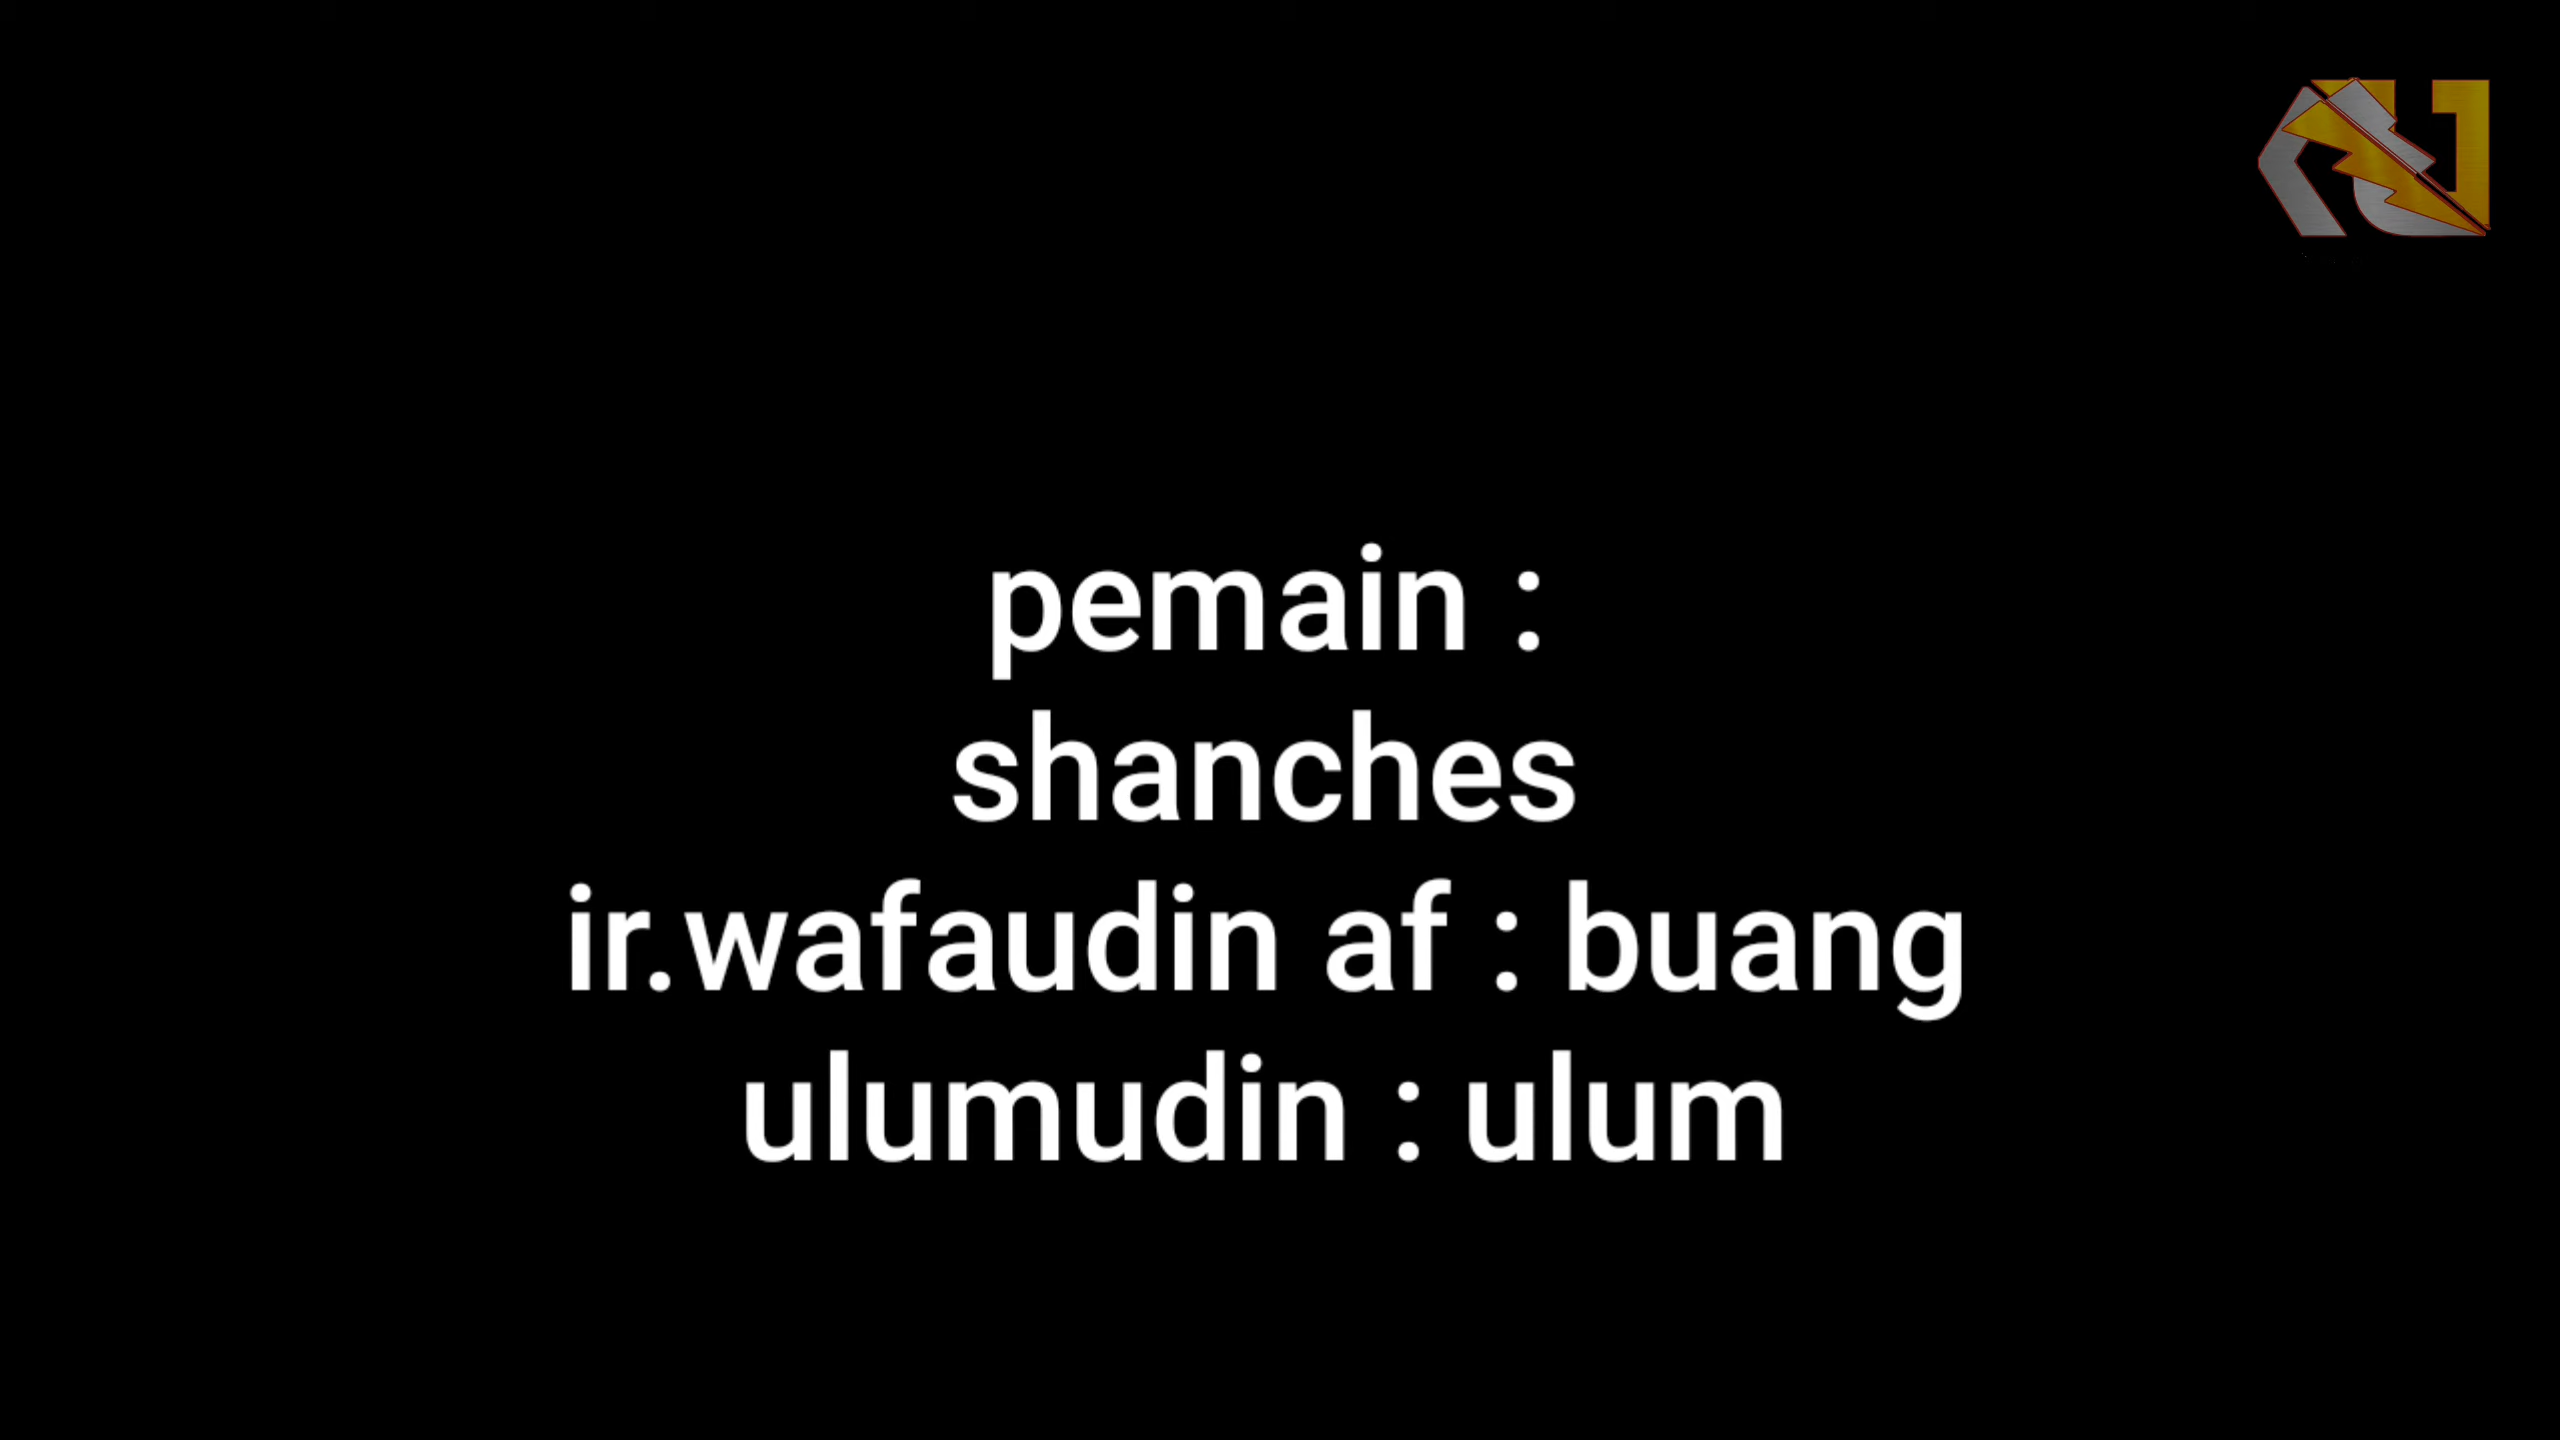 pemain :
shanches
ir.wafaudin af : buang
ulumudin : ulum